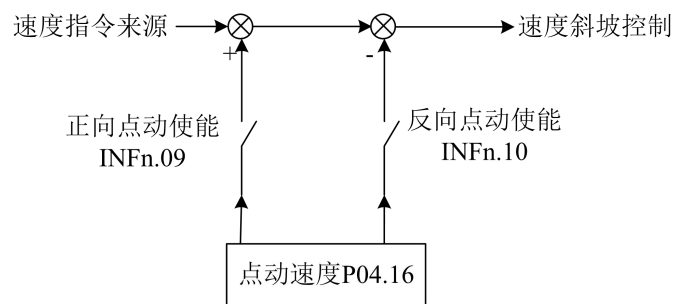 速度指令来源
速度斜坡控制
+
-
正向点动使能
INFn.09
反向点动使能
INFn.10
点动速度P04.16